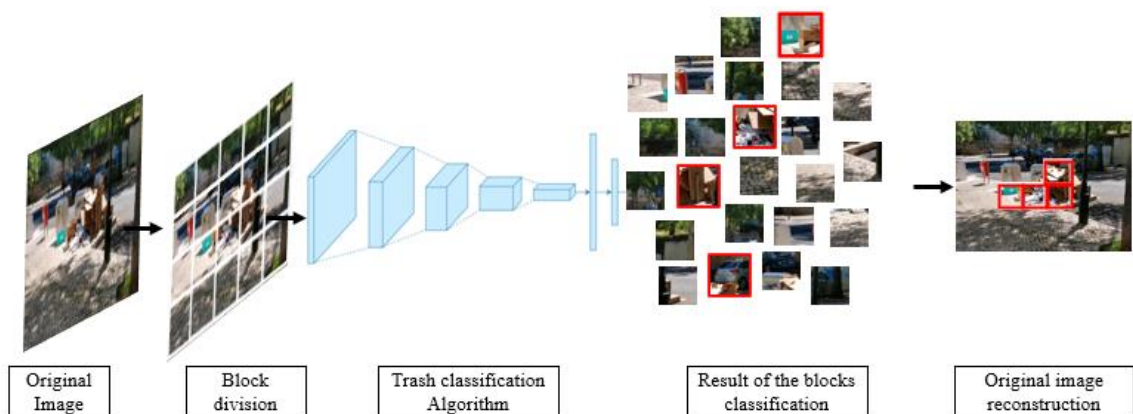 Original
Image
Block
division
Trash classification
Algorithm
Result of the blocks
classification
Original image
reconstruction